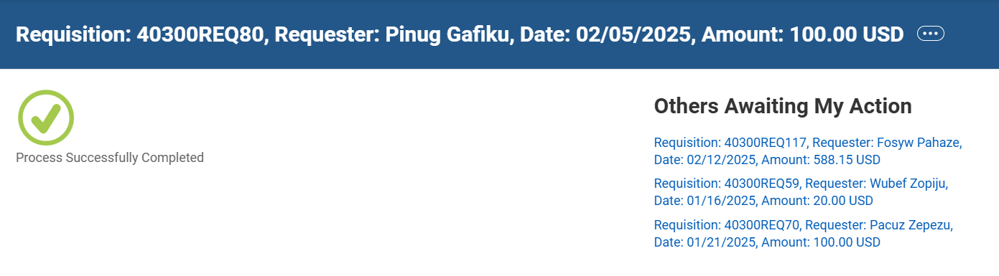 Requisition: 40300REQ80, Requester: Pinug Gafiku, Date: 02/05/2025, Amount: 100.00 USD
Process Successfully Completed
Others Awaiting My Action
Requisition: 40300REQ117, Requester: Fosyw Pahaze,
Date: 02/12/2025, Amount: 588.15 USD
Requisition: 40300REQ59, Requester: Wubef Zopiju,
Date: 01/16/2025, Amount: 20.00 USD
Requisition: 40300REQ70, Requester: Pacuz Zepezu,
Date: 01/21/2025, Amount: 100.00 USD